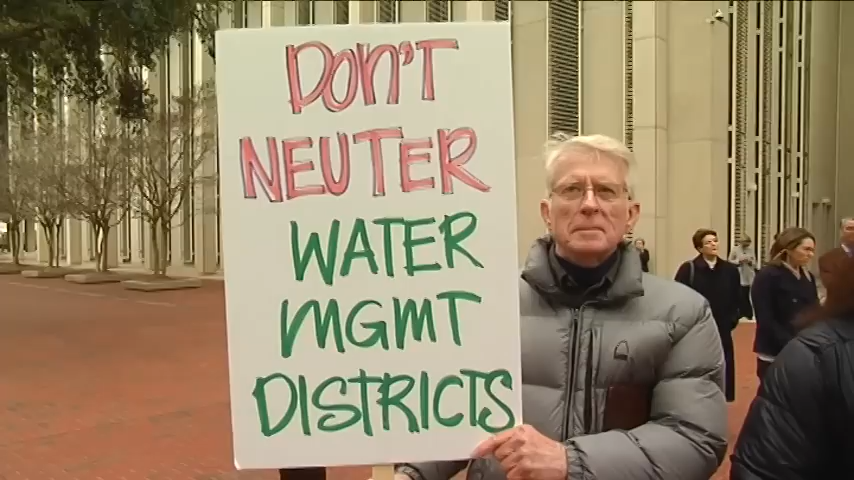 DON'T
NEUTER
WATER
MGMT
DISTRICTS